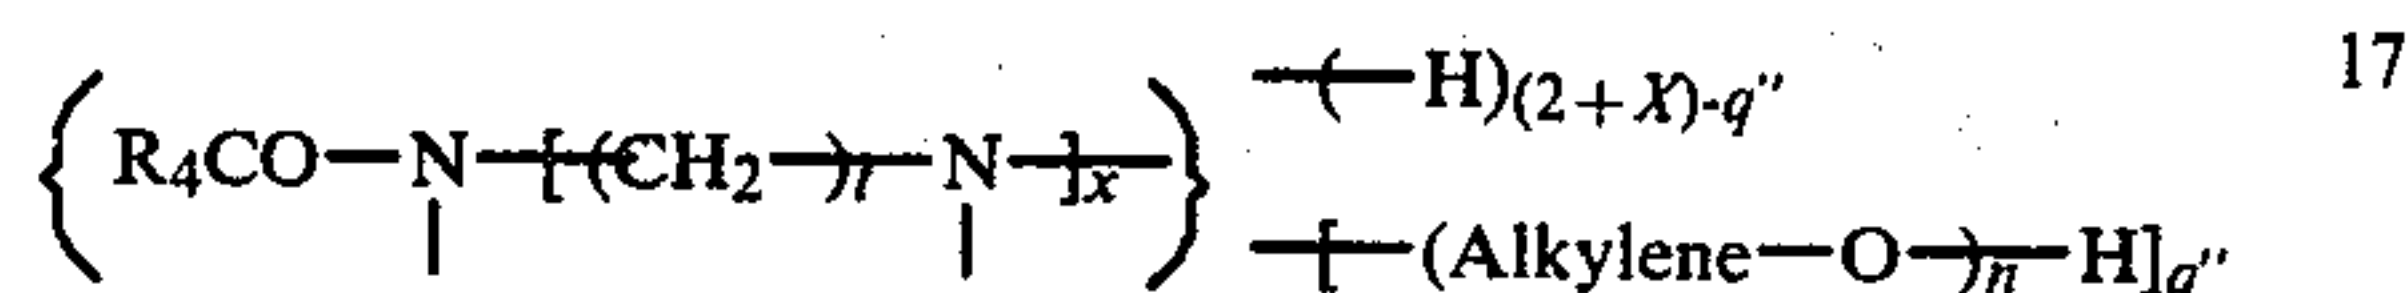 (H)(2+X)-q″ 17
{R4CO—N—[(CH2)r—N—]x}
[(Alkylene—O)n—H]q″